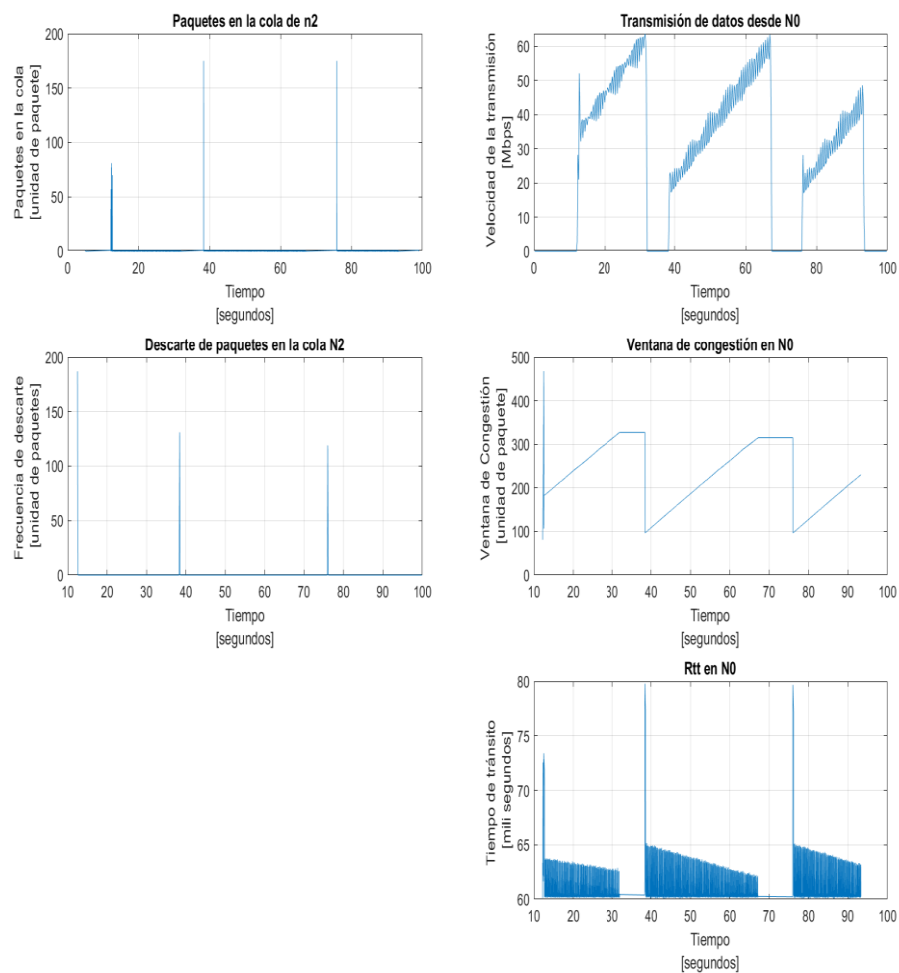 Paquetes en la cola de n2
Paquetes en la cola
[unidad de paquete]
200
150
100
50
0
0 20 40 60 80 100
Tiempo
[segundos]
Transmisión de datos desde N0
Velocidad de la transmisión
[Mbps]
60
50
40
30
20
10
0
0 20 40 60 80 100
Tiempo
[segundos]
Descarte de paquetes en la cola N2
Frecuencia de descarte
[unidad de paquetes]
200
150
100
50
0
10 20 30 40 50 60 70 80 90 100
Tiempo
[segundos]
Ventana de congestión en N0
Ventana de Congestión
[unidad de paquete]
500
400
300
200
100
0
10 20 30 40 50 60 70 80 90 100
Tiempo
[segundos]
Rtt en N0
Tiempo de tránsito
[mili segundos]
80
75
70
65
60
10 20 30 40 50 60 70 80 90 100
Tiempo
[segundos]